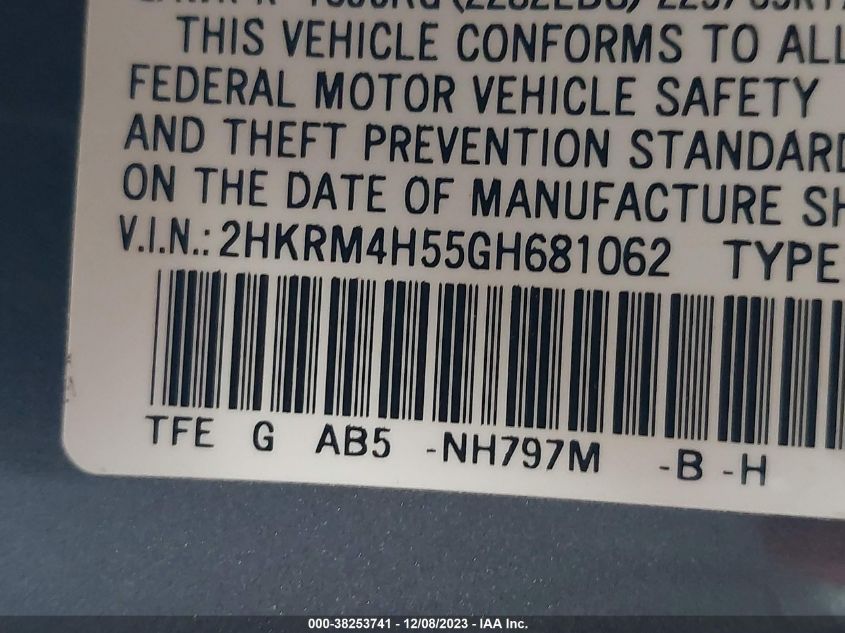 THIS VEHICLE CONFORMS TO ALL
FEDERAL MOTOR VEHICLE SAFETY
AND THEFT PREVENTION STANDARD
ON THE DATE OF MANUFACTURE SH
V.I.N.: 2HKRM4H55GH681062 TYPE
TFE G AB5 -NH797M -B -H
000-38253741 - 12/08/2023 - IAA Inc.